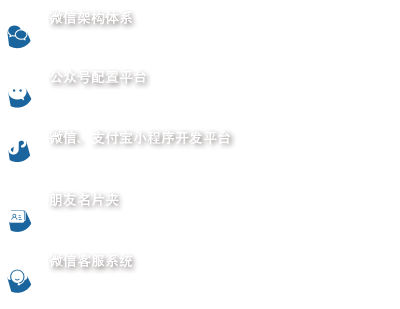 微信架构体系
公众号配置平台
微信、支付宝小程序开发平台
朋友名片夹
微信客服系统